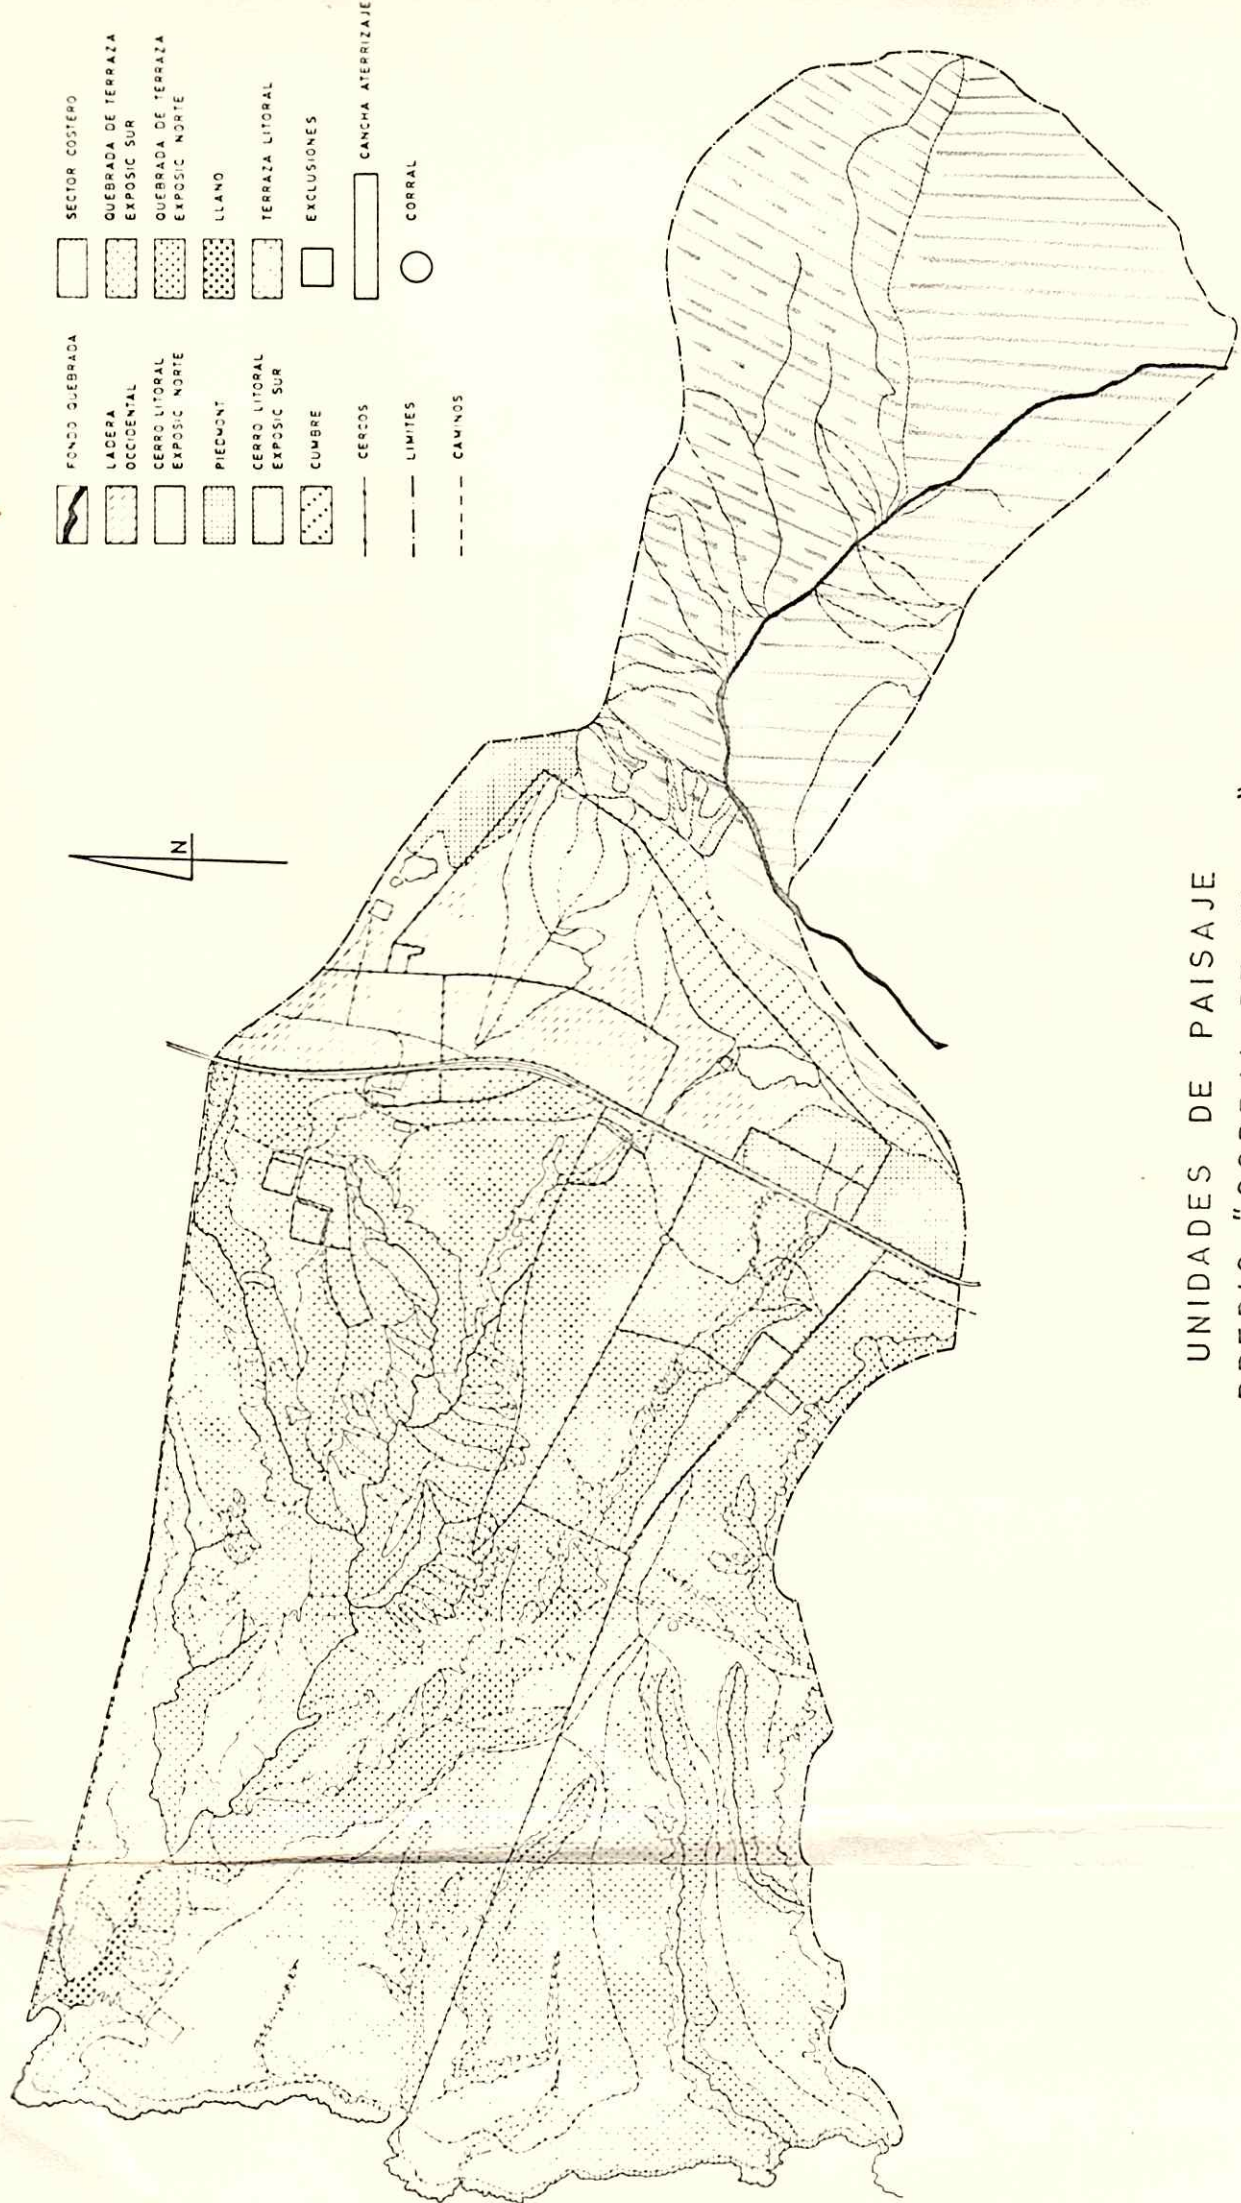 FONDO QUEBRADA
LADERA
OCCIDENTAL
CERRO LITORAL
EXPOSIC NORTE
PIEDMONT
CERRO LITORAL
EXPOSIC SUR
CUMBRE
CERCOS
LIMITES
CAMINOS
SECTOR COSTERO
QUEBRADA DE TERRAZA
EXPOSIC SUR
QUEBRADA DE TERRAZA
EXPOSIC NORTE
LLANO
TERRAZA LITORAL
EXCLUSIONES
CANCHA ATERRIZAJE
CORRAL
N
UNIDADES DE PAISAJE